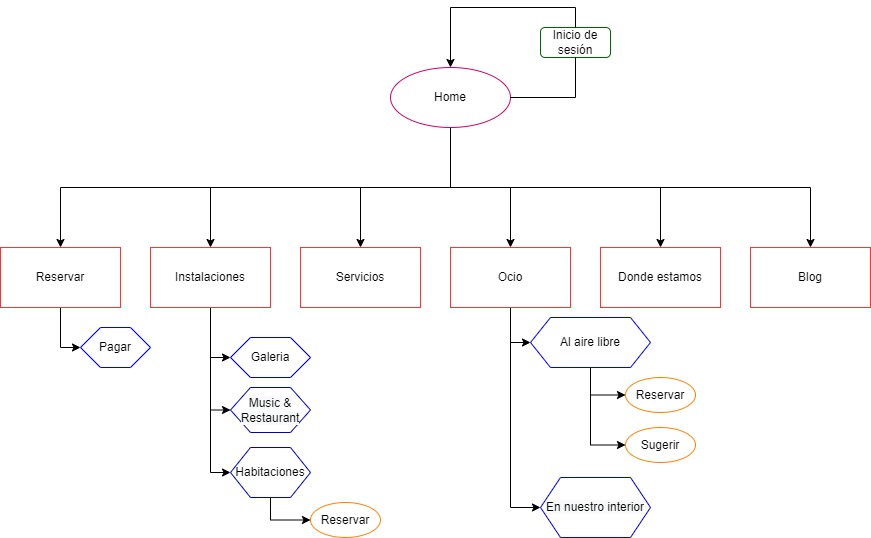 Inicio de
sesión
Home
Reservar
Instalaciones
Servicios
Ocio
Donde estamos
Blog
Pagar
Galeria
Music &
Restaurant
Habitaciones
Reservar
Al aire libre
Reservar
Sugerir
En nuestro interior